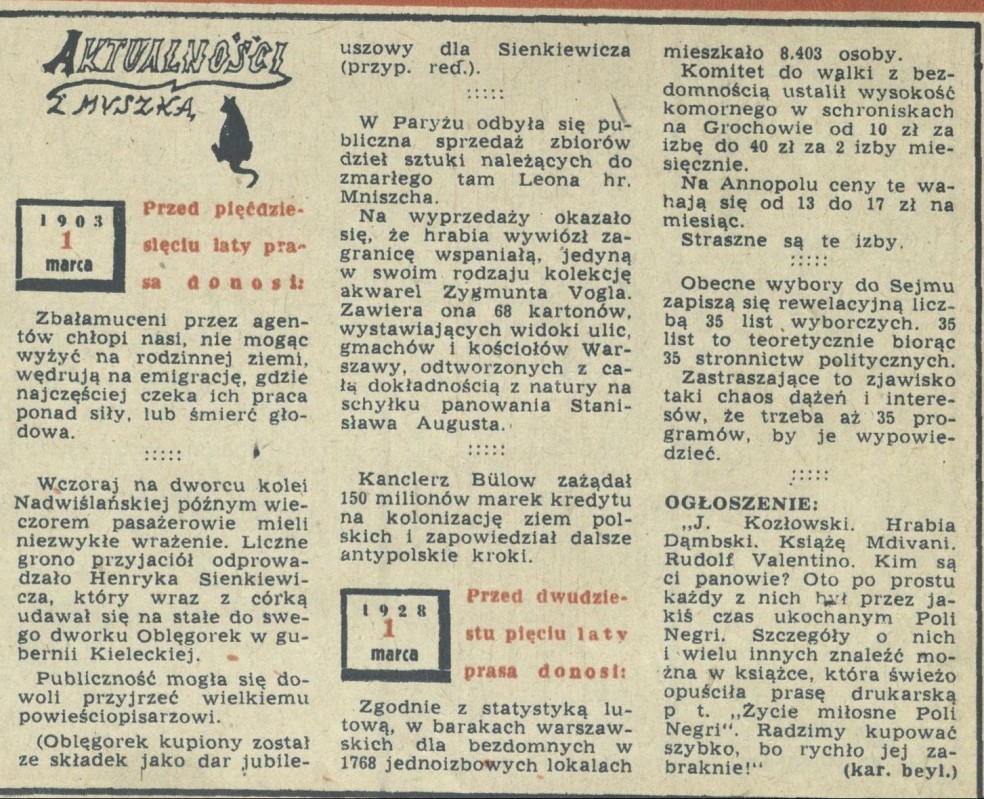 AKTUALNOŚCI
Z MYSZKĄ
1903
1
marca
Przed pięćdzie-
sięciu laty pra-
sa donosi:
Zbałamuceni przez agen-
tów chłopi nasi, nie mogąc
wyżyć na rodzinnej ziemi,
wędrują na emigrację, gdzie
najczęściej czeka ich praca
ponad siły, lub śmierć gło-
dowa.
:::::
Wczoraj na dworcu kolei
Nadwiślańskiej późnym wie-
czorem pasażerowie mieli
niezwykłe wrażenie. Liczne
grono przyjaciół odprowa-
dzało Henryka Sienkiewi-
cza, który wraz z córką
udawał się na stałe do swe-
go dworku Oblęgorek w gu-
bernii Kieleckiej.
Publiczność mogła się do-
woli przyjrzeć wielkiemu
powieściopisarzowi.
(Oblęgorek kupiony został
ze składek jako dar jubile-
uszowy dla Sienkiewicza
(przyp. red.).
:::::
W Paryżu odbyła się pu-
bliczna sprzedaż zbiorów
dzieł sztuki należących do
zmarłego tam Leona hr.
Mniszcha.
Na wyprzedaży okazało
się, że hrabia wywiózł za-
granicę wspaniałą, jedyną
w swoim rodzaju kolekcję
akwarel Zygmunta Vogla.
Zawiera ona 68 kartonów,
wystawiających widoki ulic,
gmachów i kościołów War-
szawy, odtworzonych z ca-
łą dokładnością z natury na
schyłku panowania Stani-
sława Augusta.
:::::
Kanclerz Bülow zażądał
150 milionów marek kredytu
na kolonizację ziem pol-
skich i zapowiedział dalsze
antypolskie kroki.
1928
1
marca
Przed dwudzie-
stu pięciu laty
prasa donosi:
Zgodnie z statystyką lu-
tową, w barakach warszaw-
skich dla bezdomnych w
1768 jednoizbowych lokalach
mieszkało 8.403 osoby.
Komitet do walki z bez-
domnością ustalił wysokość
komornego w schroniskach
na Grochowie od 10 zł za
izbę do 40 zł za 2 izby mie-
sięcznie.
Na Annopolu ceny te wa-
hają się od 13 do 17 zł na
miesiąc.
Straszne są te izby.
:::::
Obecne wybory do Sejmu
zapiszą się rewelacyjną licz-
bą 35 list wyborczych. 35
list to teoretycznie biorąc
35 stronnictw politycznych.
Zastraszające to zjawisko
taki chaos dążeń i intere-
sów, że trzeba aż 35 pro-
gramów, by je wypowie-
dzieć.
:::::
OGŁOSZENIE:
„J. Kozłowski. Hrabia
Dąmbski. Książę Mdivani.
Rudolf Valentino. Kim są
ci panowie? Oto po prostu
każdy z nich był przez ja-
kiś czas ukochanym Poli
Negri. Szczegóły o nich
i wielu innych znaleźć mo-
żna w książce, która świeżo
opuściła prasę drukarską
p t. „Życie miłosne Poli
Negri“. Radzimy kupować
szybko, bo rychło jej za-
braknie!“ (kar. beyl.)